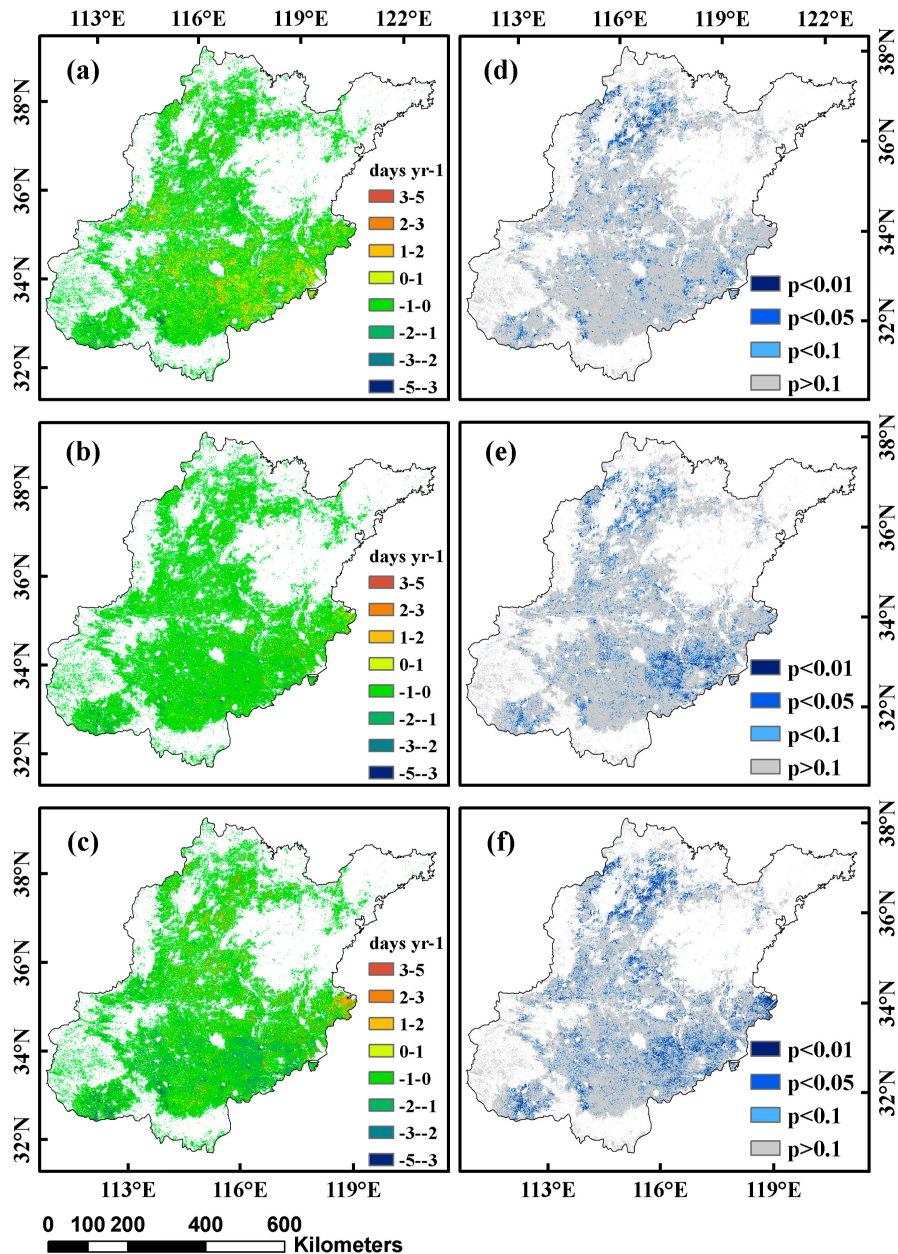 113°E 116°E 119°E 122°E 113°E 116°E 119°E 122°E
(a)
38°N
36°N
34°N
32°N
days yr-1
3-5
2-3
1-2
0-1
-1-0
-2--1
-3--2
-5--3
(d)
38°N
36°N
34°N
32°N
p<0.01
p<0.05
p<0.1
p>0.1
(b)
38°N
36°N
34°N
32°N
days yr-1
3-5
2-3
1-2
0-1
-1-0
-2--1
-3--2
-5--3
(e)
38°N
36°N
34°N
32°N
p<0.01
p<0.05
p<0.1
p>0.1
(c)
38°N
36°N
34°N
32°N
days yr-1
3-5
2-3
1-2
0-1
-1-0
-2--1
-3--2
-5--3
(f)
38°N
36°N
34°N
32°N
p<0.01
p<0.05
p<0.1
p>0.1
113°E 116°E 119°E 113°E 116°E 119°E
0 100 200 400 600
Kilometers